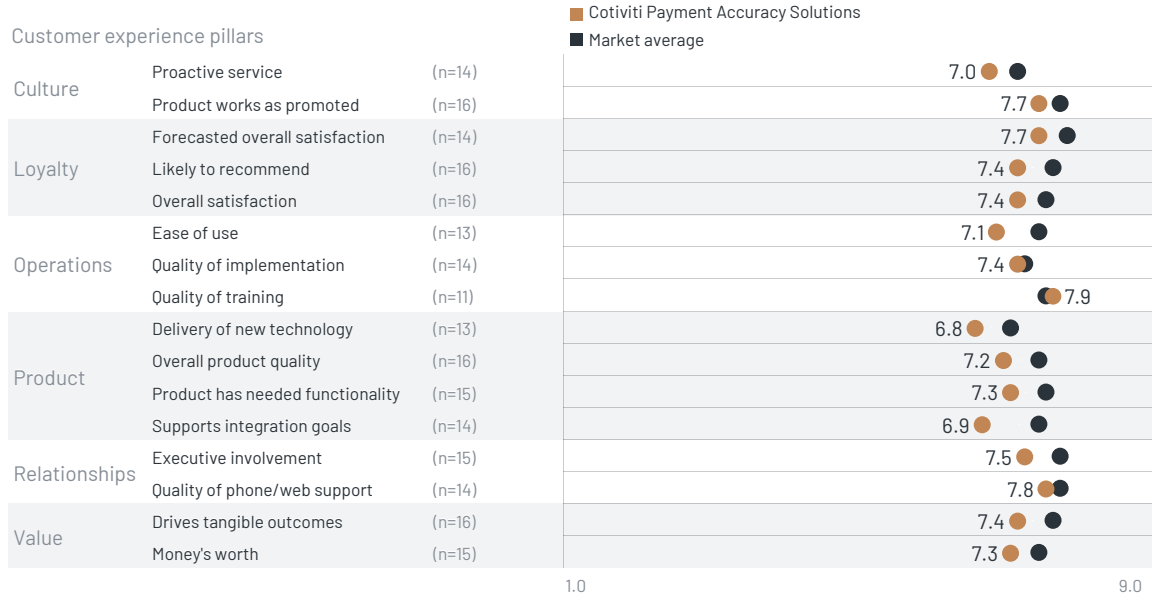 Cotiviti Payment Accuracy Solutions
Customer experience pillars
Market average
Culture
Proactive service (n=14) 7.0
Product works as promoted (n=16) 7.7
Loyalty
Forecasted overall satisfaction (n=14) 7.7
Likely to recommend (n=16) 7.4
Overall satisfaction (n=16) 7.4
Operations
Ease of use (n=13) 7.1
Quality of implementation (n=14) 7.4
Quality of training (n=11) 7.9
Product
Delivery of new technology (n=13) 6.8
Overall product quality (n=16) 7.2
Product has needed functionality (n=15) 7.3
Supports integration goals (n=14) 6.9
Relationships
Executive involvement (n=15) 7.5
Quality of phone/web support (n=14) 7.8
Value
Drives tangible outcomes (n=16) 7.4
Money's worth (n=15) 7.3
1.0 9.0